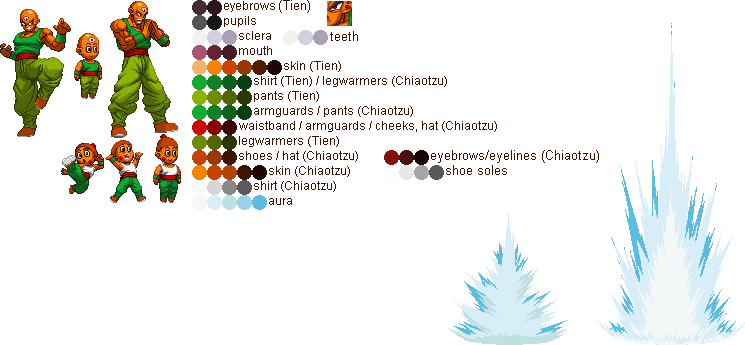 eyebrows (Tien)
pupils
sclera teeth
mouth
skin (Tien)
shirt (Tien) / legwarmers (Chiaotzu)
pants (Tien)
armguards / pants (Chiaotzu)
waistband / armguards / cheeks, hat (Chiaotzu)
legwarmers (Tien)
shoes / hat (Chiaotzu) eyebrows/eyelines (Chiaotzu)
skin (Chiaotzu) shoe soles
shirt (Chiaotzu)
aura